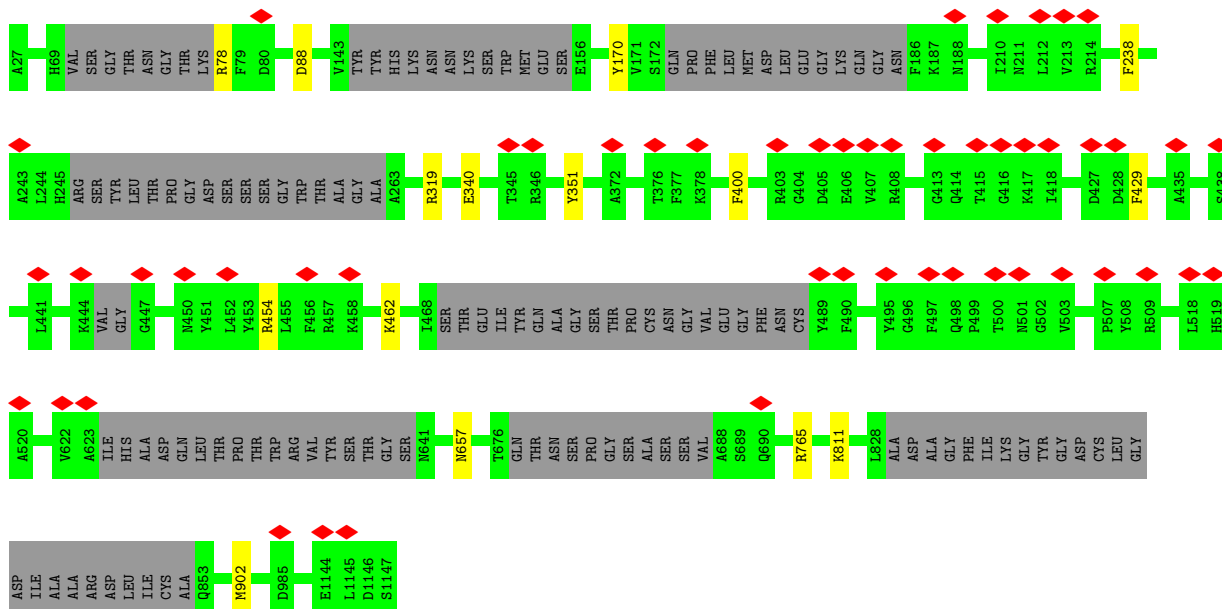 A27 H69 VAL SER GLY THR ASN GLY THR LYS R78 F79 D80 D88 V143 TYR TYR HIS LYS ASN ASN LYS SER TRP MET GLU SER E156 Y170 V171 S172 GLN PRO PHE LEU MET ASP LEU GLU GLY LYS GLN GLY ASN F186 K187 N188 I210 N211 L212 V213 R214 F238
A243 L244 H245 ARG SER TYR LEU THR PRO GLY ASP SER SER SER GLY TRP THR ALA GLY ALA A263 R319 E340 T345 R346 Y351 A372 T376 F377 K378 F400 R403 G404 D405 E406 V407 R408 G413 Q414 T415 G416 K417 I418 D427 D428 F429 A435 S438
L441 K444 VAL GLY G447 N450 Y451 L452 Y453 R454 L455 F456 R457 K458 K462 I468 SER THR GLU ILE TYR GLN ALA GLY SER THR PRO CYS ASN GLY VAL GLU GLY PHE ASN CYS Y489 F490 Y495 G496 F497 Q498 P499 T500 N501 G502 V503 P507 Y508 R509 L518 H519
A520 V622 A623 ILE HIS ALA ASP GLN LEU THR PRO THR TRP ARG VAL TYR SER THR GLY SER N641 N657 T676 GLN THR ASN SER PRO GLY SER ALA SER SER VAL A688 S689 Q690 R765 K811 L828 ALA ASP ALA GLY PHE ILE LYS GLY TYR GLY ASP CYS LEU GLY
ASP ILE ALA ALA ARG ASP LEU ILE CYS ALA Q853 M902 D985 E1144 L1145 D1146 S1147